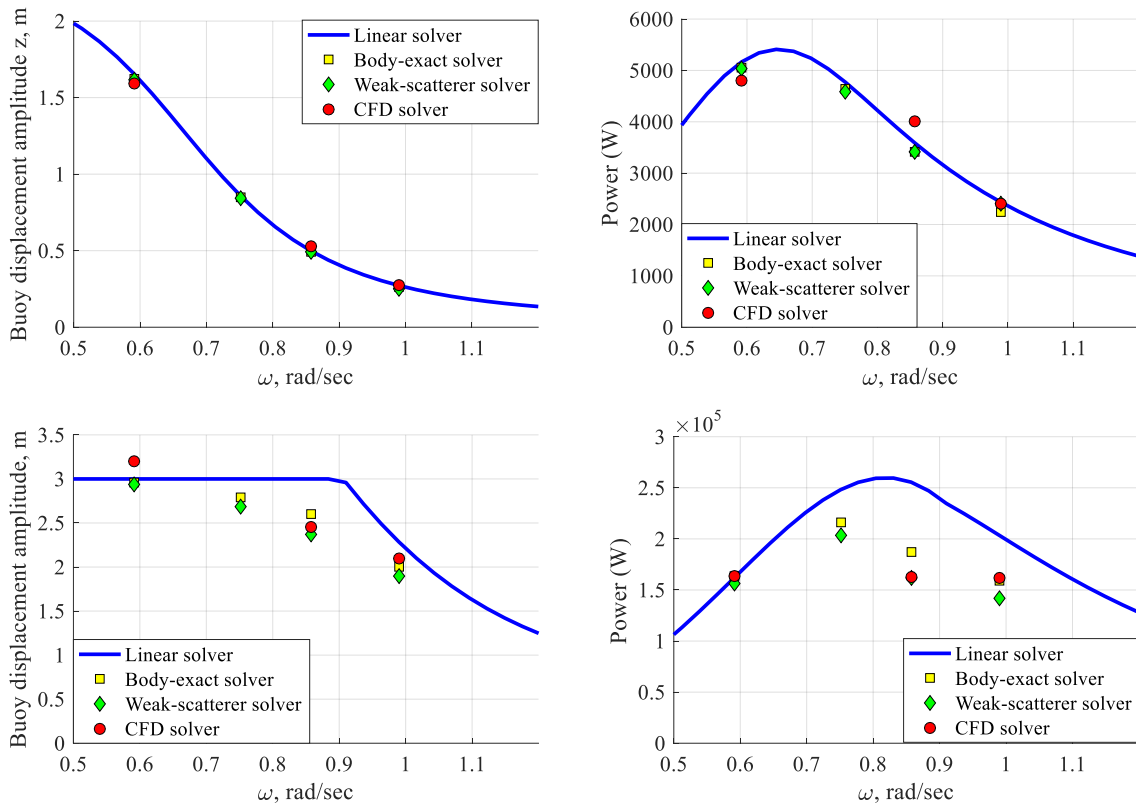 Buoy displacement amplitude z, m
2
1.5
1
0.5
0
Linear solver
Body-exact solver
Weak-scatterer solver
CFD solver
0.5 0.6 0.7 0.8 0.9 1 1.1
ω, rad/sec
Power (W)
6000
5000
4000
3000
2000
1000
0
Linear solver
Body-exact solver
Weak-scatterer solver
CFD solver
0.5 0.6 0.7 0.8 0.9 1 1.1
ω, rad/sec
Buoy displacement amplitude, m
3.5
3
2.5
2
1.5
1
0.5
0
Linear solver
Body-exact solver
Weak-scatterer solver
CFD solver
0.5 0.6 0.7 0.8 0.9 1 1.1
ω, rad/sec
Power (W)
×10⁵
3
2.5
2
1.5
1
0.5
0
Linear solver
Body-exact solver
Weak-scatterer solver
CFD solver
0.5 0.6 0.7 0.8 0.9 1 1.1
ω, rad/sec